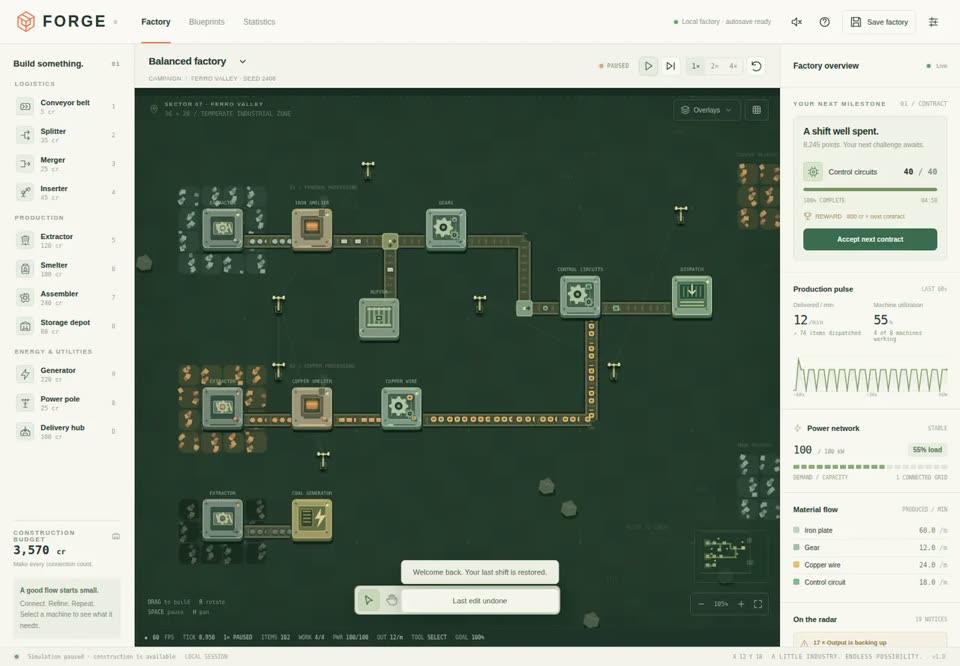 FORGE
Factory
Blueprints
Statistics
Local factory · autosave ready
Save factory
Build something.
LOGISTICS
Conveyor belt
5 cr
1
Splitter
35 cr
2
Merger
25 cr
3
Inserter
45 cr
4
PRODUCTION
Extractor
120 cr
5
Smelter
6
Assembler
240 cr
7
Storage depot
80 cr
8
ENERGY & UTILITIES
Generator
220 cr
Power pole
25 cr
Delivery hub
CONSTRUCTION BUDGET
3,570 cr
Make every connection count.
A good flow starts small.
Connect. Refine. Repeat.
Select a machine to see what it
needs.
Balanced factory
CAMPAIGN / FERRO VALLEY · SEED 2408
PAUSED
1×
2×
4×
SECTOR 07 · FERRO VALLEY
TEMPERATE INDUSTRIAL ZONE
Overlays
EXTRACTOR
IRON SMELTER
GEARS
CONTROL CIRCUITS
DISPATCH
BUFFER
02 / COPPER PROCESSING
EXTRACTOR
COPPER SMELTER
COPPER WIRE
EXTRACTOR
COAL GENERATOR
Welcome back. Your last shift is restored.
Last edit undone
DRAG to build R rotate
SPACE pause H pan
105%
60 FPS TICK 8,950 1× PAUSED ITEMS 102 WORK 4/4 PWR 100/180 OUT 12/m TOOL SELECT GOAL 100%
Factory overview
Live
YOUR NEXT MILESTONE
01 / CONTRACT
A shift well spent.
8,245 points. Your next challenge awaits.
Control circuits
40 / 40
100% COMPLETE
04:58
REWARD 800 cr + next contract
Accept next contract
Production pulse
LAST 60s
Delivered / min
12 /min
74 items dispatched
Machine utilization
55 %
4 of 8 machines
working
Power network
STABLE
100 / 180 kW
55% load
DEMAND / CAPACITY
1 CONNECTED GRID
Material flow
PRODUCED / MIN
Iron plate
60.0 /m
Gear
12.0 /m
Copper wire
24.0 /m
Control circuit
18.0 /m
On the radar
19 NOTICES
17 × Output is backing up
Simulation paused · construction is available
LOCAL SESSION
X 12 Y 18
A LITTLE INDUSTRY. ENDLESS POSSIBILITY.
v1.0